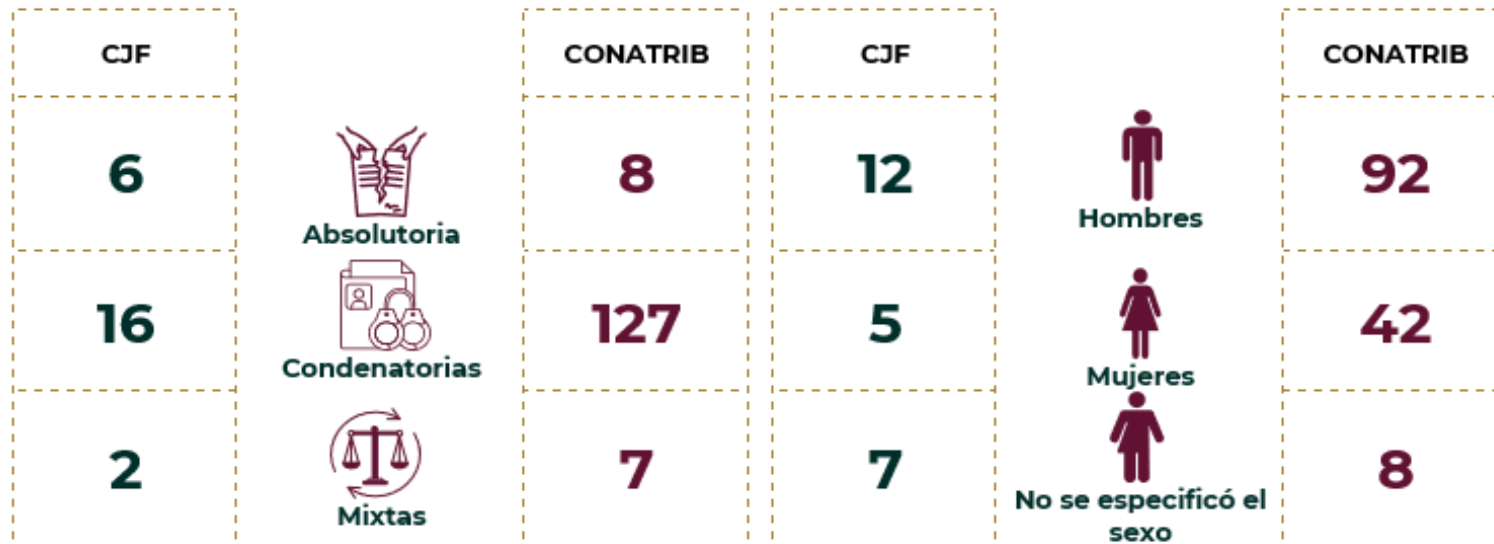 CJF CONATRIB CJF CONATRIB
6 8 12 92
Absolutoria Hombres
16 127 5 42
Condenatorias Mujeres
2 7 7 8
Mixtas No se especificó el
sexo